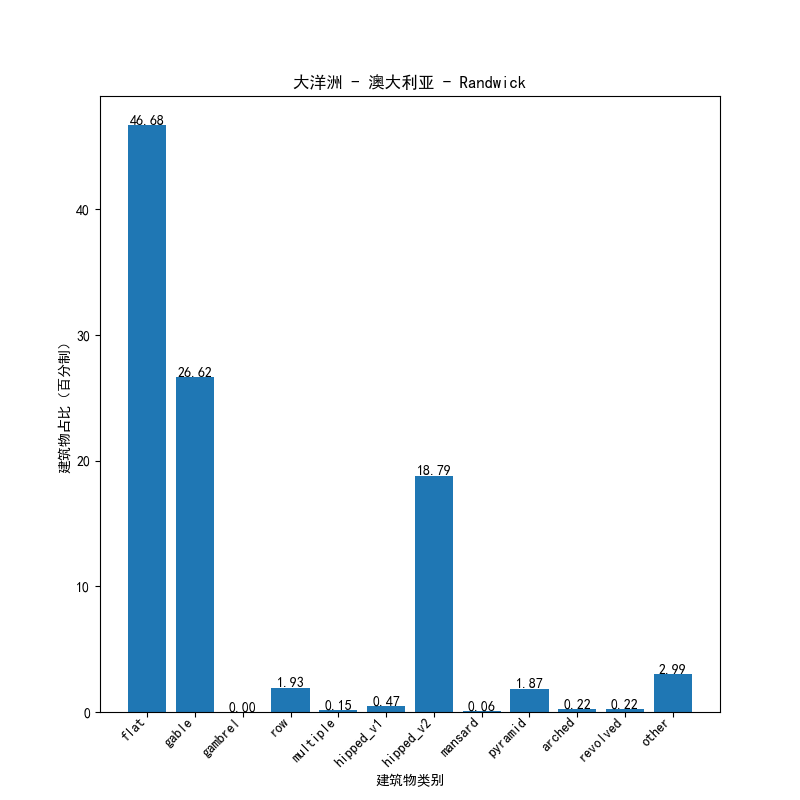 大洋洲 - 澳大利亚 - Randwick
建筑物占比（百分制）
40
30
20
10
0
46.68
26.62
0.00
1.93
0.15
0.47
18.79
0.06
1.87
0.22
0.22
2.99
flat
gable
gambrel
row
multiple
hipped_v1
hipped_v2
mansard
pyramid
arched
revolved
other
建筑物类别